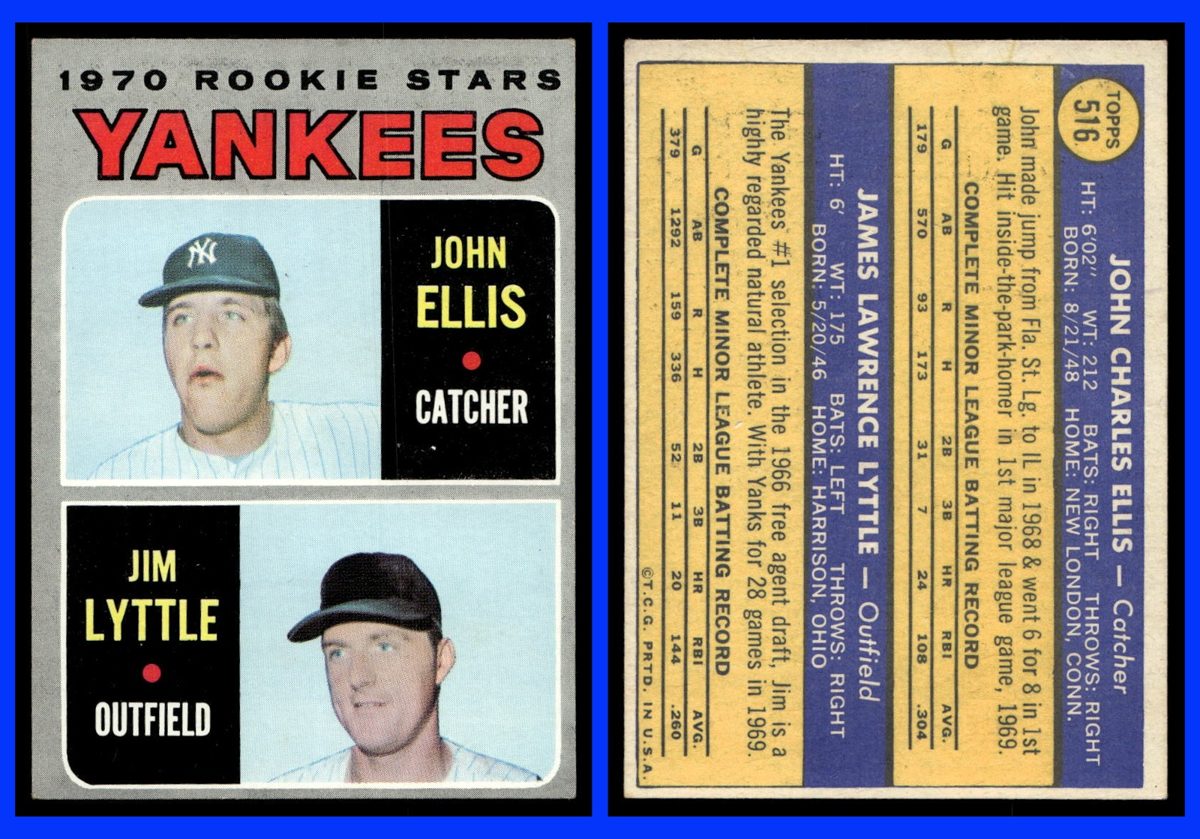 1970 ROOKIE STARS
YANKEES
NY
JOHN
ELLIS
CATCHER
JIM
LYTTLE
OUTFIELD
TOPPS
516
JOHN CHARLES ELLIS — Catcher
HT: 6'02" WT: 212 BATS: RIGHT THROWS: RIGHT
BORN: 8/21/48 HOME: NEW LONDON, CONN.
John made jump from Fla. St. Lg. to IL in 1968 & went 6 for 8 in 1st
game. Hit inside-the-park-homer in 1st major league game, 1969.
COMPLETE MINOR LEAGUE BATTING RECORD
G AB R H 2B 3B HR RBI AVG.
179 570 93 173 31 7 24 108 .304
JAMES LAWRENCE LYTTLE — Outfield
HT: 6' WT: 175 BATS: LEFT THROWS: RIGHT
BORN: 5/20/46 HOME: HARRISON, OHIO
The Yankees #1 selection in the 1966 free agent draft, Jim is a
highly regarded natural athlete. With Yanks for 28 games in 1969.
COMPLETE MINOR LEAGUE BATTING RECORD
G AB R H 2B 3B HR RBI AVG.
379 1292 159 336 52 11 20 144 .260
©T.C.G. PRTD. IN U.S.A.